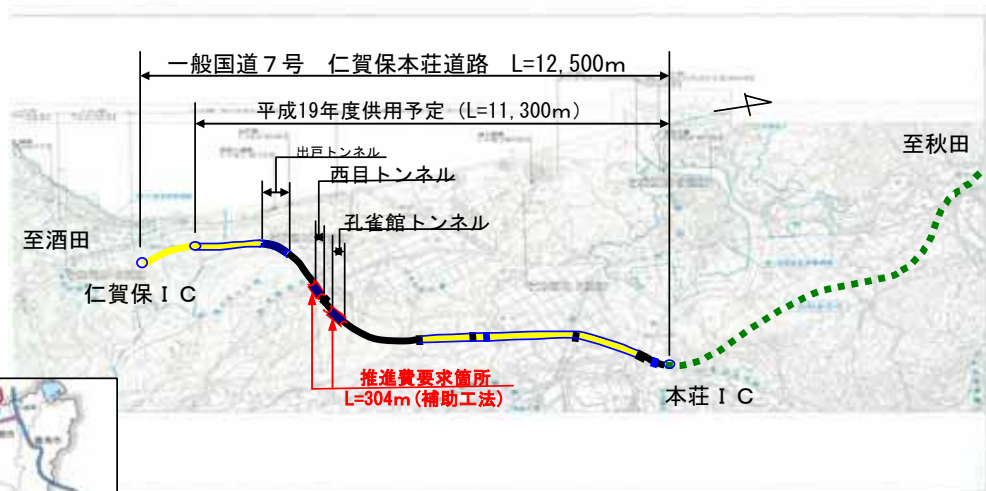 一般国道７号　仁賀保本荘道路　L=12,500m
平成19年度供用予定（L=11,300m）
出戸トンネル
西目トンネル
孔雀館トンネル
至秋田
至酒田
仁賀保ＩＣ
推進費要求箇所
L=304m(補助工法)
本荘ＩＣ